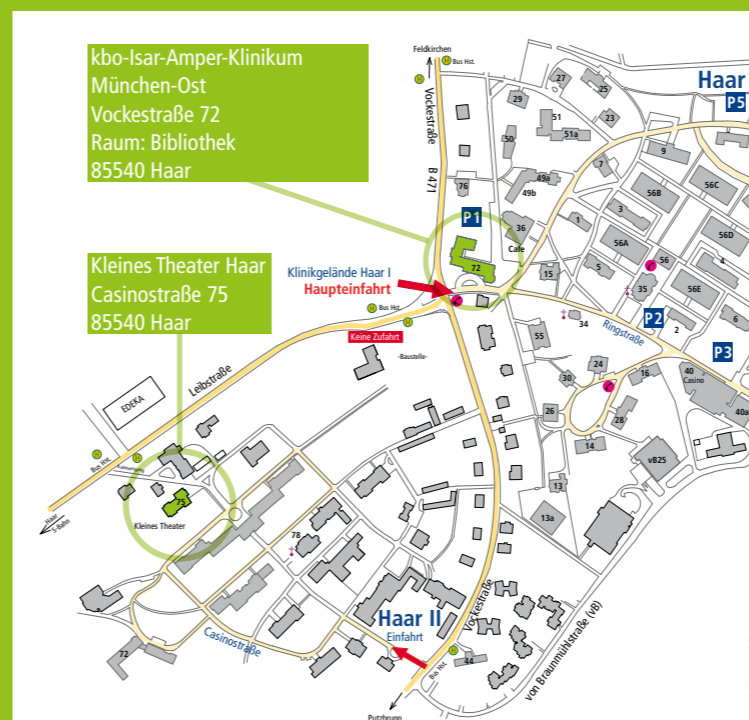 kbo-Isar-Amper-Klinikum
München-Ost
Vockestraße 72
Raum: Bibliothek
85540 Haar
Kleines Theater Haar
Casinostraße 75
85540 Haar
Feldkirchen
H Bus Hst.
H
Vockestraße
B 471
Haar
P5
27
25
29
23
51
51a
50
9
7
49a
49b
76
56B
56C
P1
36
Cafe
3
1
56D
56A
56
4
72
15
5
35
56E
Klinikgelände Haar I
Haupteinfahrt
H Bus Hst.
H
Keine Zufahrt
-Baustelle-
34
Ringstraße
P2
2
6
P3
55
24
30
16
40
Casino
40a
26
28
14
vB25
13
13a
Leibstraße
EDEKA
H
Bus Hst.
H
75
Kleines Theater
Haar
S-Bahn
78
Haar II
Einfahrt
Casinostraße
72
Vockestraße
H
Bus Hst.
44
von Braunmühlstraße (vB)
Putzbrunn